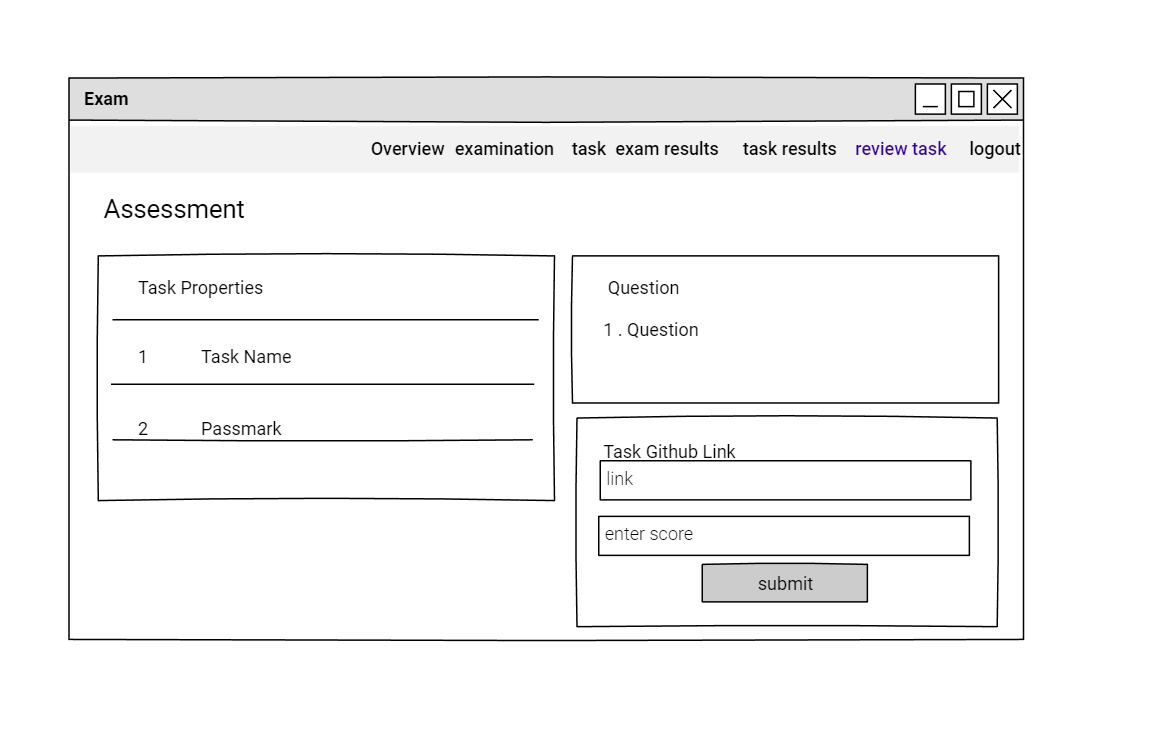 Exam
Overview examination task exam results task results review task logout
Assessment
Task Properties
1 Task Name
2 Passmark
Question
1 . Question
Task Github Link
link
enter score
submit